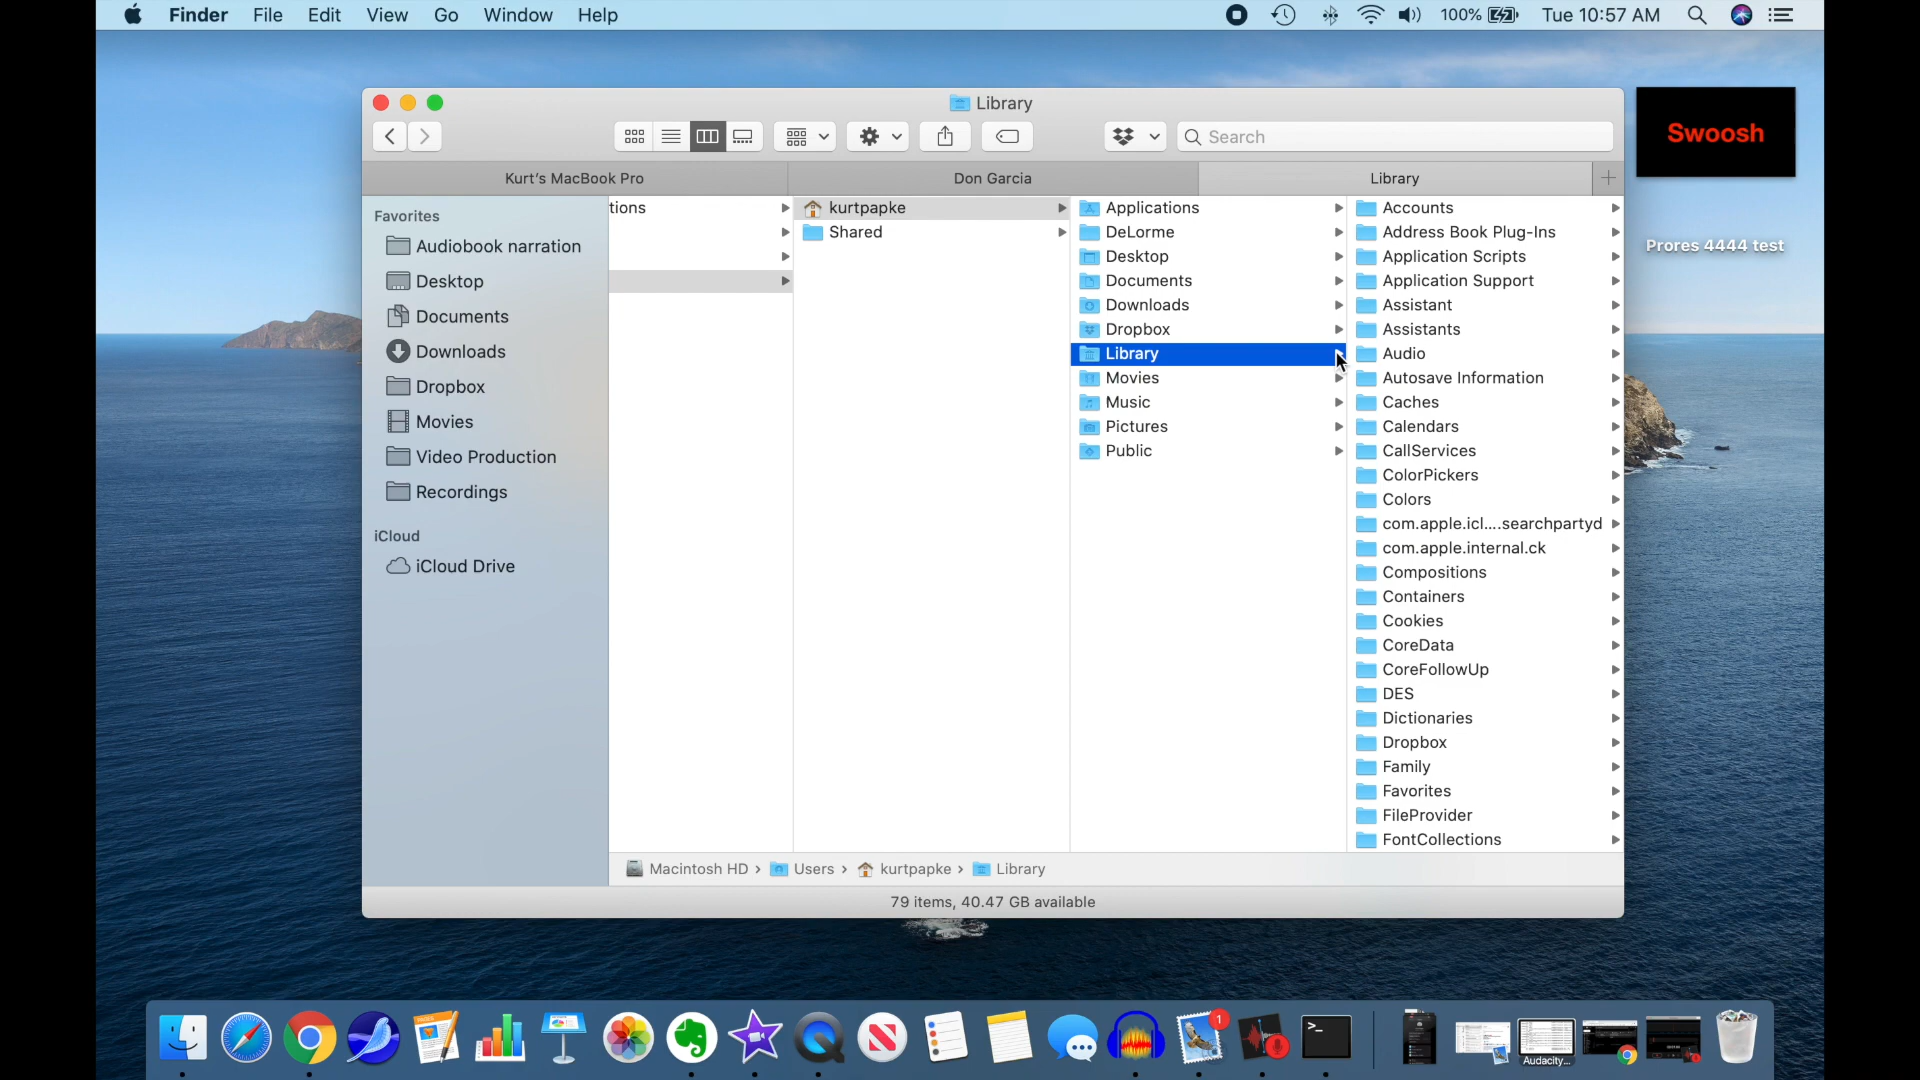 Finder File Edit View Go Window Help 100% Tue 10:57 AM
Library
Search
Kurt's MacBook Pro Don Garcia Library +
Favorites
Audiobook narration
Desktop
Documents
Downloads
Dropbox
Movies
Video Production
Recordings
iCloud
iCloud Drive
tions
kurtpapke
Shared
Applications
DeLorme
Desktop
Documents
Downloads
Dropbox
Library
Movies
Music
Pictures
Public
Accounts
Address Book Plug-Ins
Application Scripts
Application Support
Assistant
Assistants
Audio
Autosave Information
Caches
Calendars
CallServices
ColorPickers
Colors
com.apple.icl....searchpartyd
com.apple.internal.ck
Compositions
Containers
Cookies
CoreData
CoreFollowUp
DES
Dictionaries
Dropbox
Family
Favorites
FileProvider
FontCollections
Macintosh HD › Users › kurtpapke › Library
79 items, 40.47 GB available
Swoosh
Prores 4444 test
1
>_
Audacity...